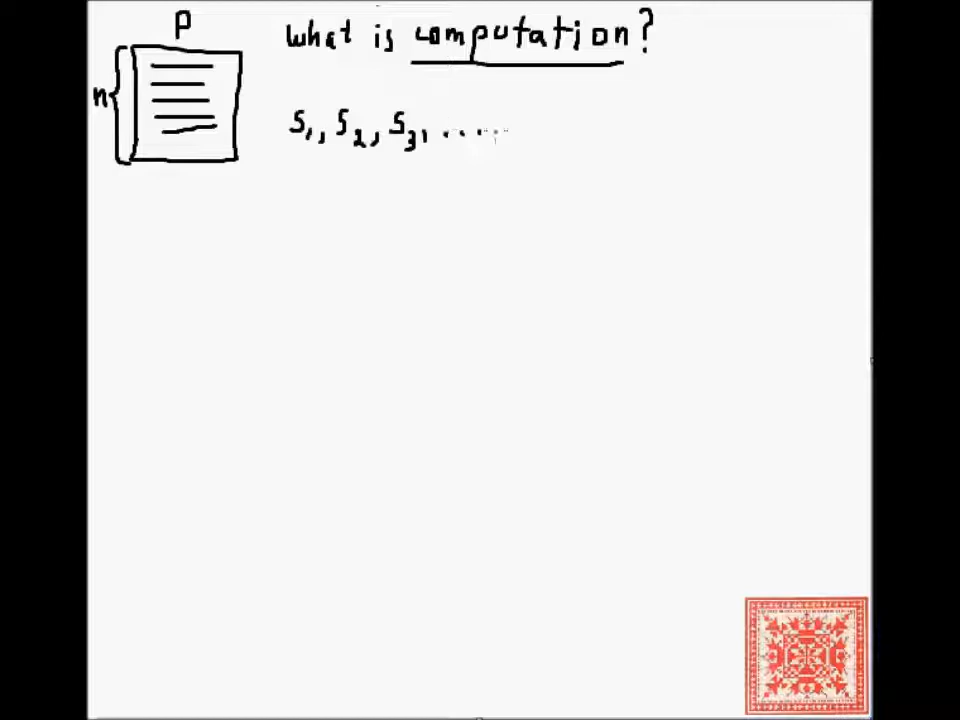 P
What is computation?
n
S₁, S₂, S₃, .....